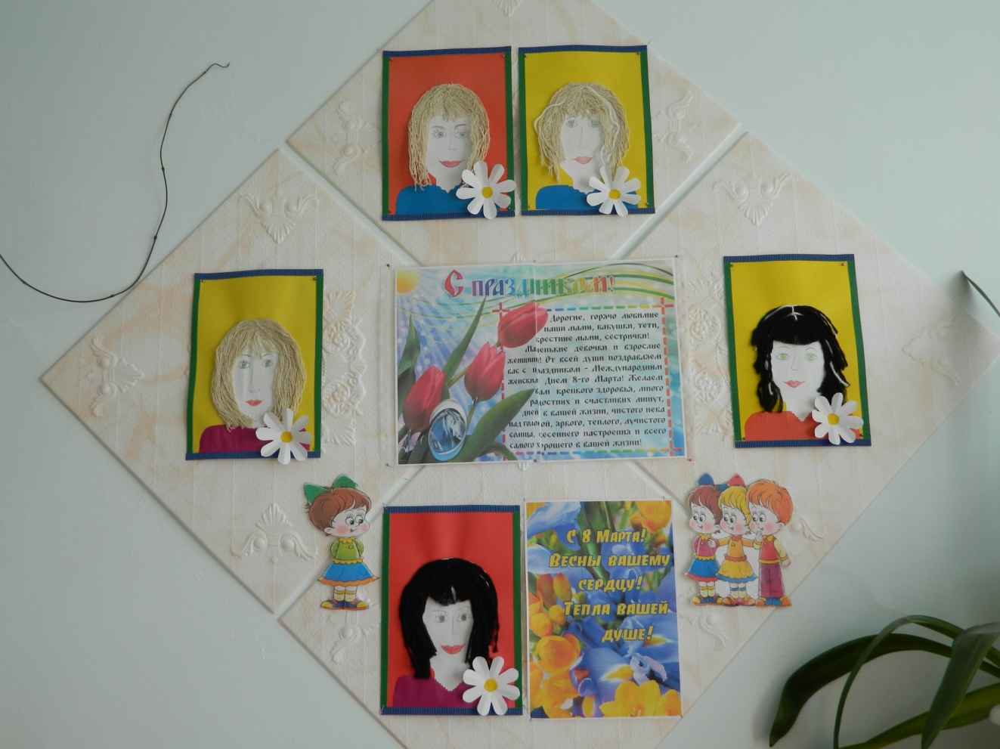 С праздником!
Дорогие, горячо любимые
наши мамы, бабушки, тёти,
крестные мамы, сестрички!
Маленькие девочки и взрослые
женщины! От всей души поздравляем
вас с праздником - Международным
женским Днем 8-го Марта! Желаем
вам крепкого здоровья, много
радостных и счастливых минут,
дней в вашей жизни, чистого неба
над головой, яркого, теплого, лучистого
солнца, весеннего настроения и всего
самого хорошего в вашей жизни!
С 8 Марта!
Весны вашему
сердцу!
Тепла вашей
душе!